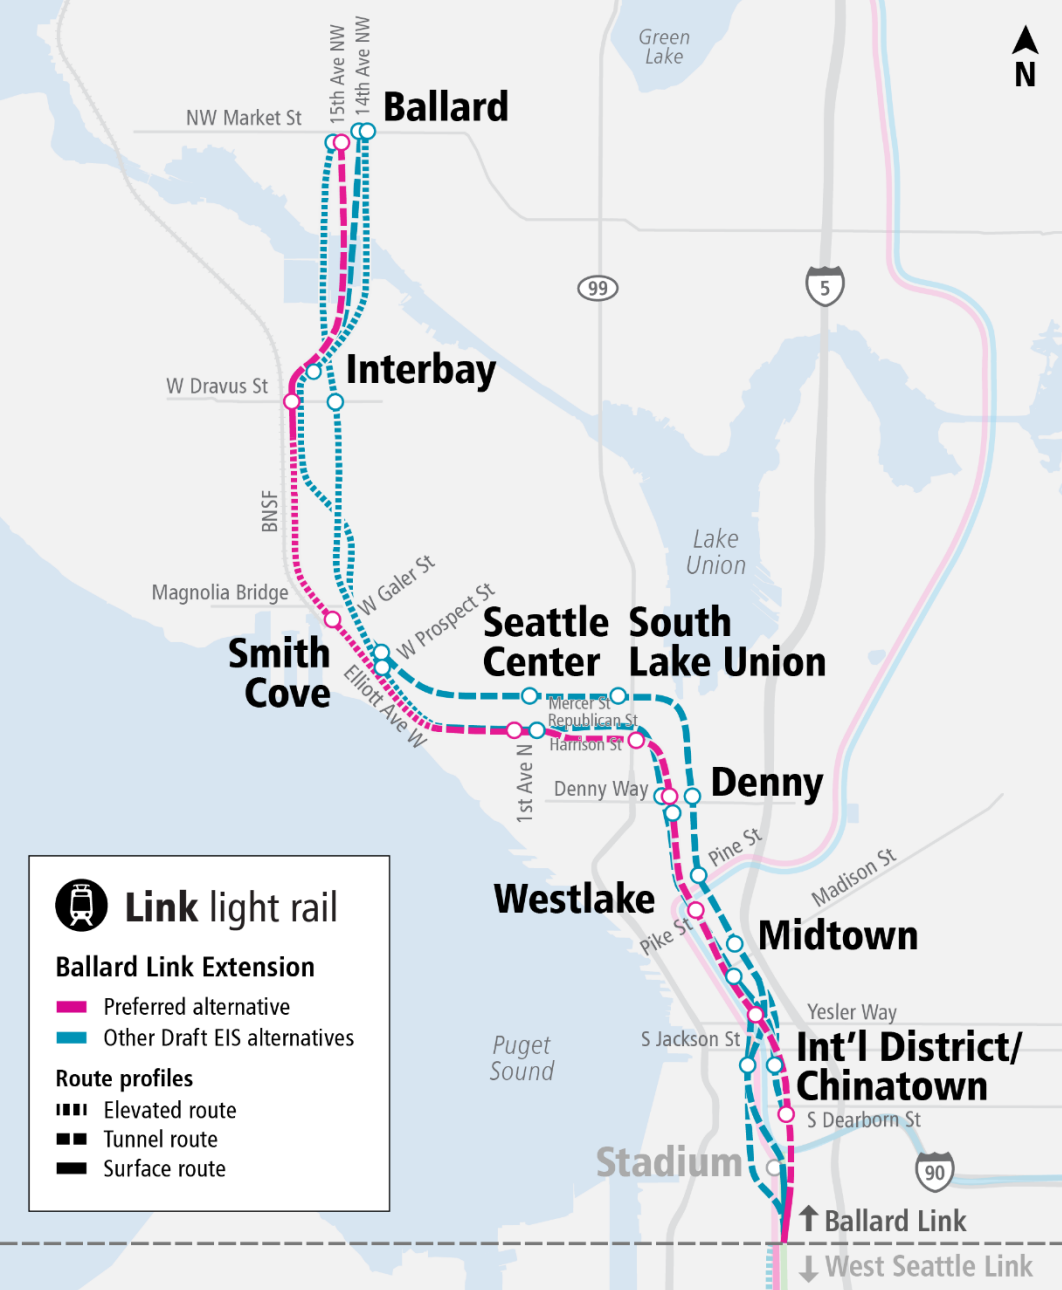 15th Ave NW
14th Ave NW
Green
Lake
N
Ballard
NW Market St
99
5
Interbay
W Dravus St
BNSF
Lake
Union
W Galer St
Magnolia Bridge
W Prospect St
Seattle
Center
South
Lake Union
Smith
Cove
Elliott Ave W
Mercer St
Republican St
Harrison St
1st Ave N
Denny Way
Denny
Pine St
Madison St
Westlake
Pike St
Midtown
Yesler Way
S Jackson St
Int'l District/
Chinatown
S Dearborn St
Puget
Sound
Stadium
90
Ballard Link
West Seattle Link
Link light rail
Ballard Link Extension
Preferred alternative
Other Draft EIS alternatives
Route profiles
Elevated route
Tunnel route
Surface route